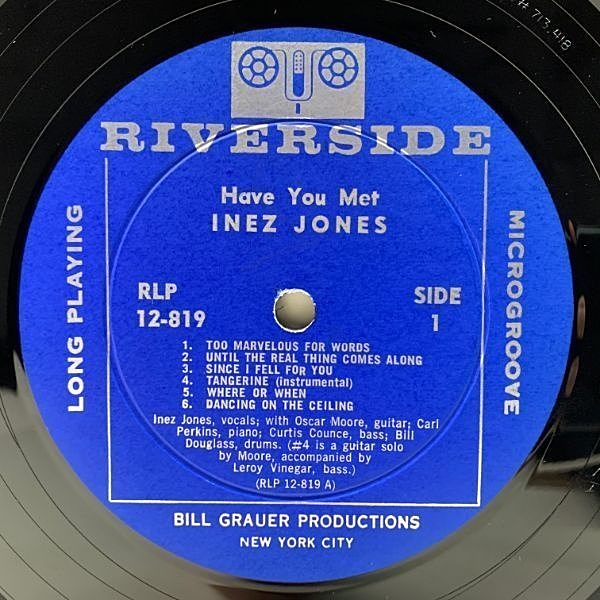 RIVERSIDE
Have You Met
INEZ JONES
LONG PLAYING
MICROGROOVE
RLP
12-819
SIDE
1
1. TOO MARVELOUS FOR WORDS
2. UNTIL THE REAL THING COMES ALONG
3. SINCE I FELL FOR YOU
4. TANGERINE (instrumental)
5. WHERE OR WHEN
6. DANCING ON THE CEILING
Inez Jones, vocals; with Oscar Moore, guitar; Carl
Perkins, piano; Curtis Counce, bass; Bill
Douglass, drums. (#4 is a guitar solo
by Moore, accompanied by
Leroy Vinegar, bass.)
(RLP 12-819 A)
BILL GRAUER PRODUCTIONS
NEW YORK CITY
# 713,418